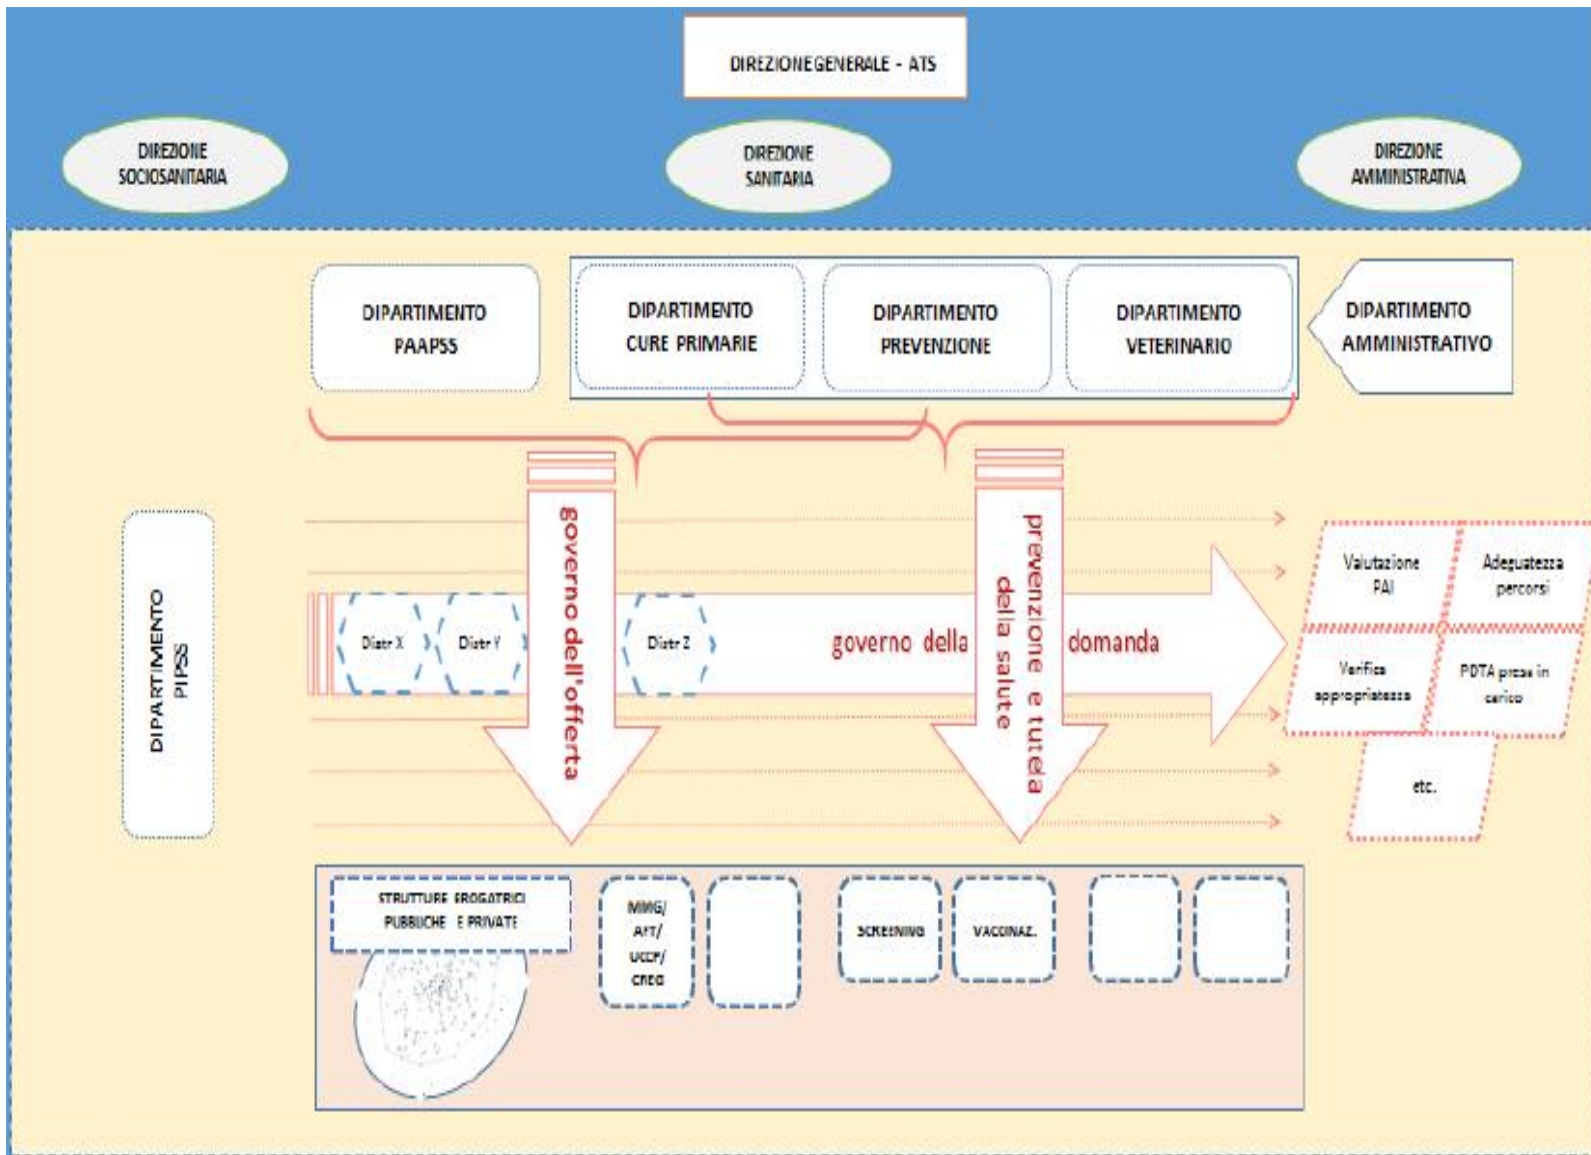 DIREZIONE GENERALE - ATS
DIREZIONE
SOCIOSANITARIA
DIREZIONE
SANITARIA
DIREZIONE
AMMINISTRATIVA
DIPARTIMENTO
PAAPSS
DIPARTIMENTO
CURE PRIMARIE
DIPARTIMENTO
PREVENZIONE
DIPARTIMENTO
VETERINARIO
DIPARTIMENTO
AMMINISTRATIVO
DIPARTIMENTO
PIPSS
governo dell'offerta
prevenzione e tutela
della salute
Distr X
Distr Y
Distr Z
governo della domanda
Valutazione
PAI
Adeguatezza
percorsi
Verifica
appropriatezza
PDTA presa in
carico
etc.
STRUTTURE EROGATRICI
PUBBLICHE E PRIVATE
MMG/
AFT/
UCCP/
CREG
SCREENING
VACCINAZ.